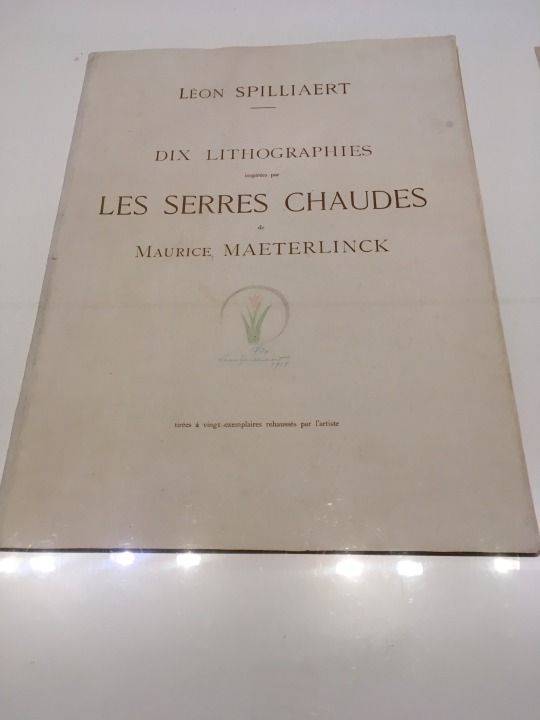 LÉON SPILLIAERT
DIX LITHOGRAPHIES
inspirées par
LES SERRES CHAUDES
de
MAURICE MAETERLINCK
tirées à vingt-exemplaires rehaussés par l'artiste